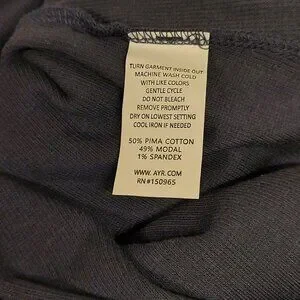 TURN GARMENT INSIDE OUT
MACHINE WASH COLD
WITH LIKE COLORS
GENTLE CYCLE
DO NOT BLEACH
REMOVE PROMPTLY
DRY ON LOWEST SETTING
COOL IRON IF NEEDED
50% PIMA COTTON
49% MODAL
1% SPANDEX
WWW. AYR. COM
RN #150965